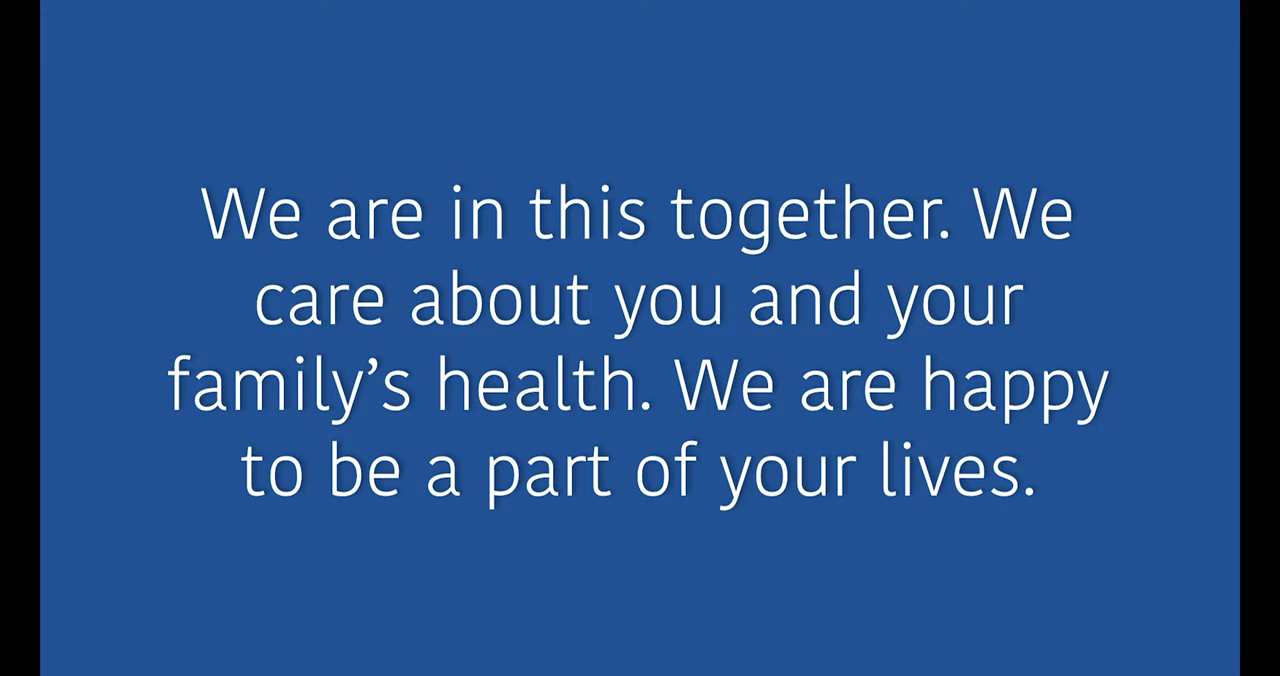 We are in this together. We
care about you and your
family’s health. We are happy
to be a part of your lives.